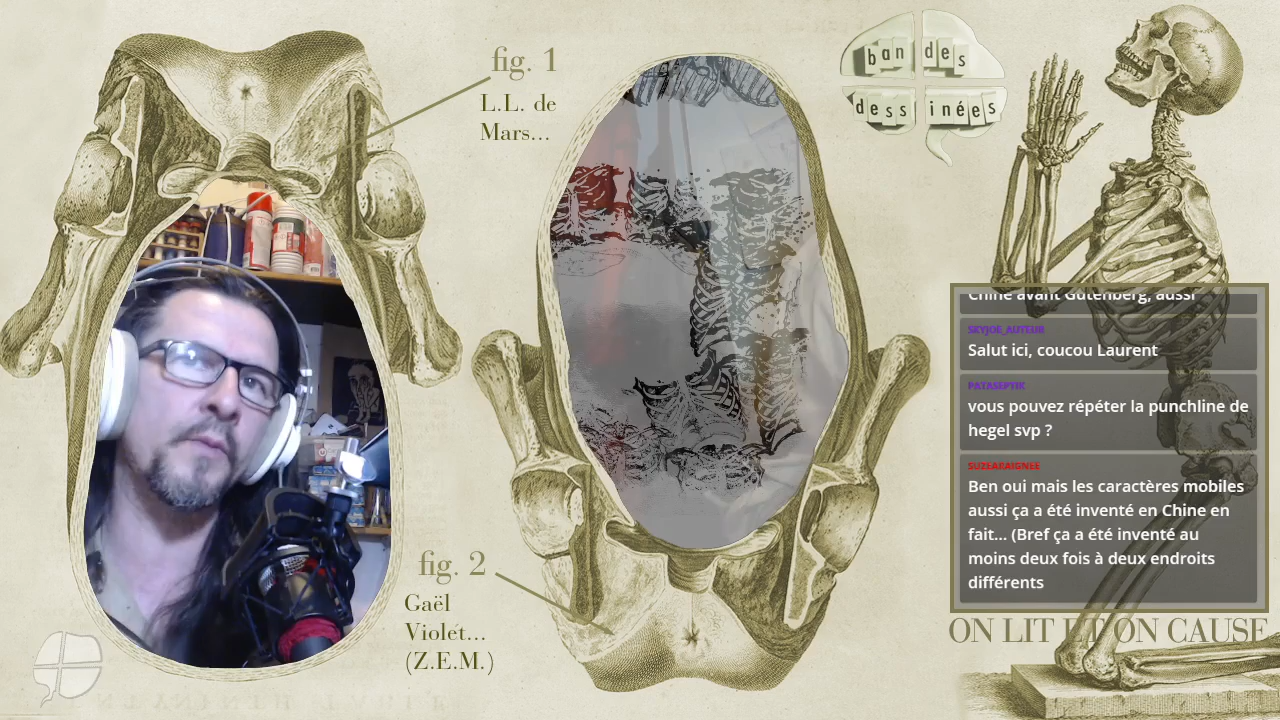 fig. 1
L.L. de
Mars...
ban des
dess inées
Chine avant Gutenberg, aussi
SKYJOE_AUTEUR
Salut ici, coucou Laurent
PATASEPTIK
vous pouvez répéter la punchline de
hegel svp ?
SUZEARAIGNEE
Ben oui mais les caractères mobiles
aussi ça a été inventé en Chine en
fait... (Bref ça a été inventé au
moins deux fois à deux endroits
différents
fig. 2
Gaël
Violet...
(Z.E.M.)
ON LIT ET ON CAUSE